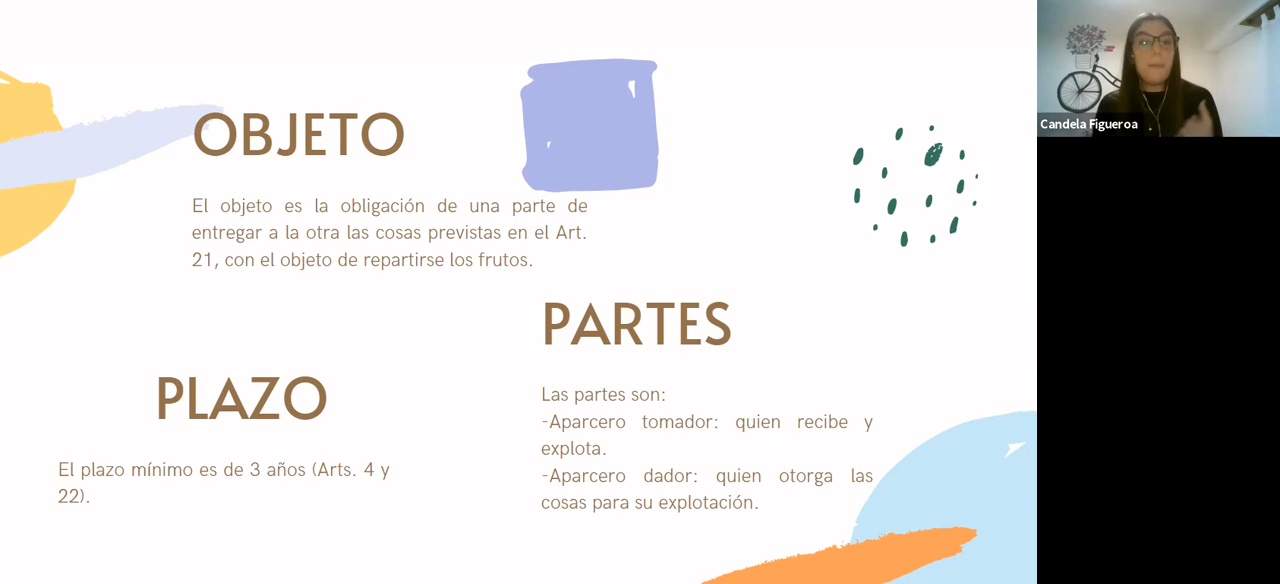 OBJETO
El objeto es la obligación de una parte de
entregar a la otra las cosas previstas en el Art.
21, con el objeto de repartirse los frutos.
PARTES
Las partes son:
-Aparcero tomador: quien recibe y
explota.
-Aparcero dador: quien otorga las
cosas para su explotación.
PLAZO
El plazo mínimo es de 3 años (Arts. 4 y
22).
Candela Figueroa